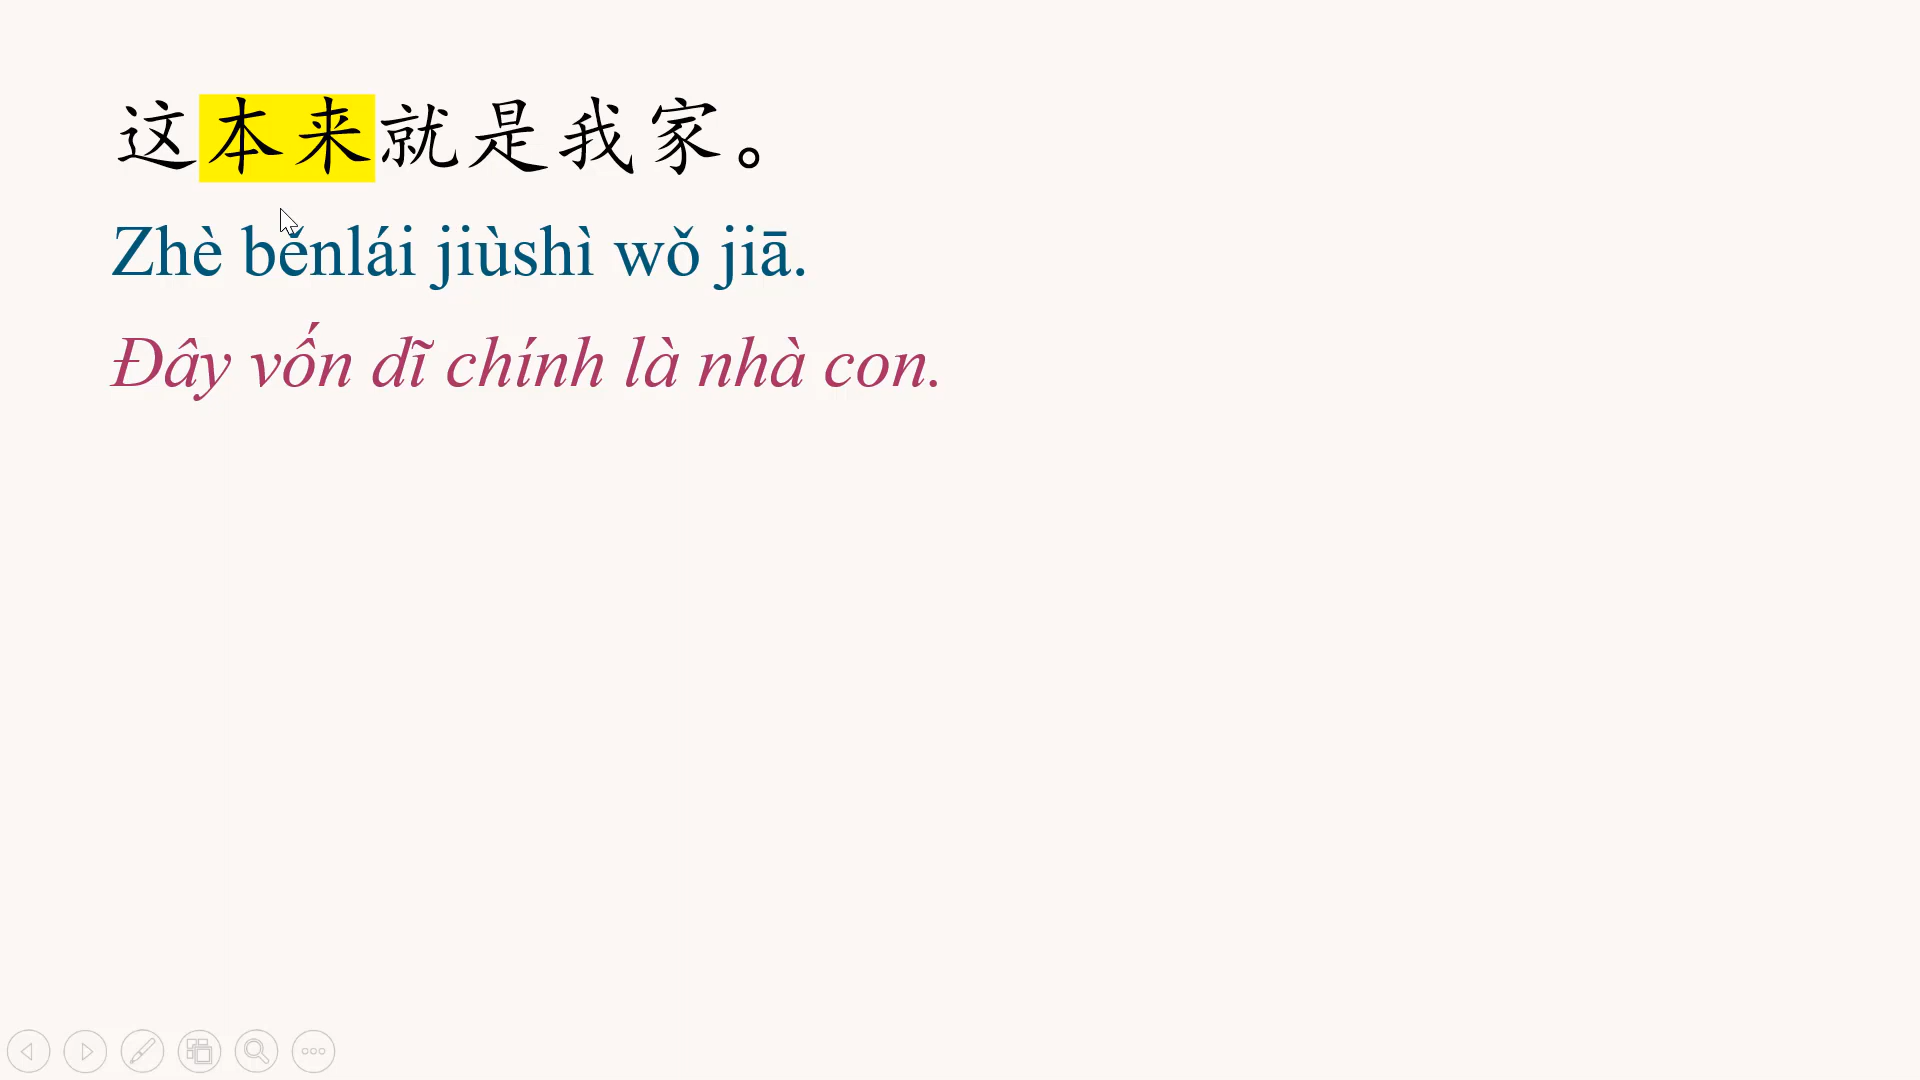 这本来就是我家。
Zhè běnlái jiùshì wǒ jiā.
Đây vốn dĩ chính là nhà con.